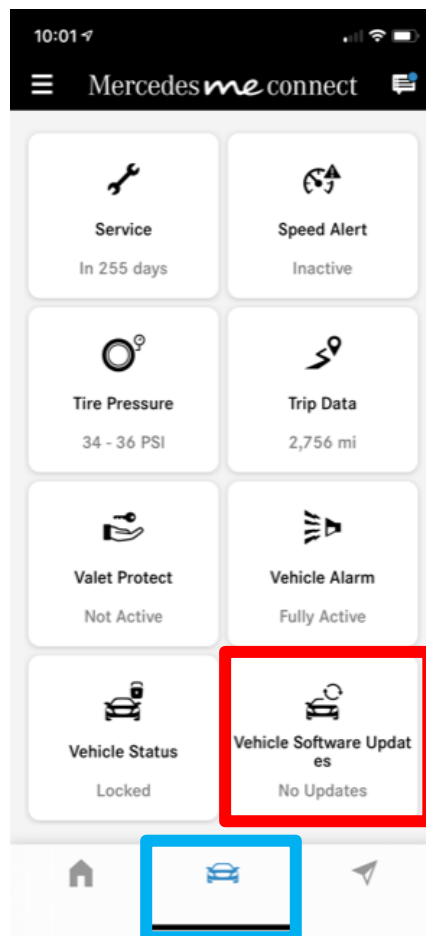 10:01
Mercedes me connect
Service
Speed Alert
In 255 days
Inactive
Tire Pressure
Trip Data
34 - 36 PSI
2,756 mi
Valet Protect
Vehicle Alarm
Not Active
Fully Active
Vehicle Status
Vehicle Software Updat
es
Locked
No Updates